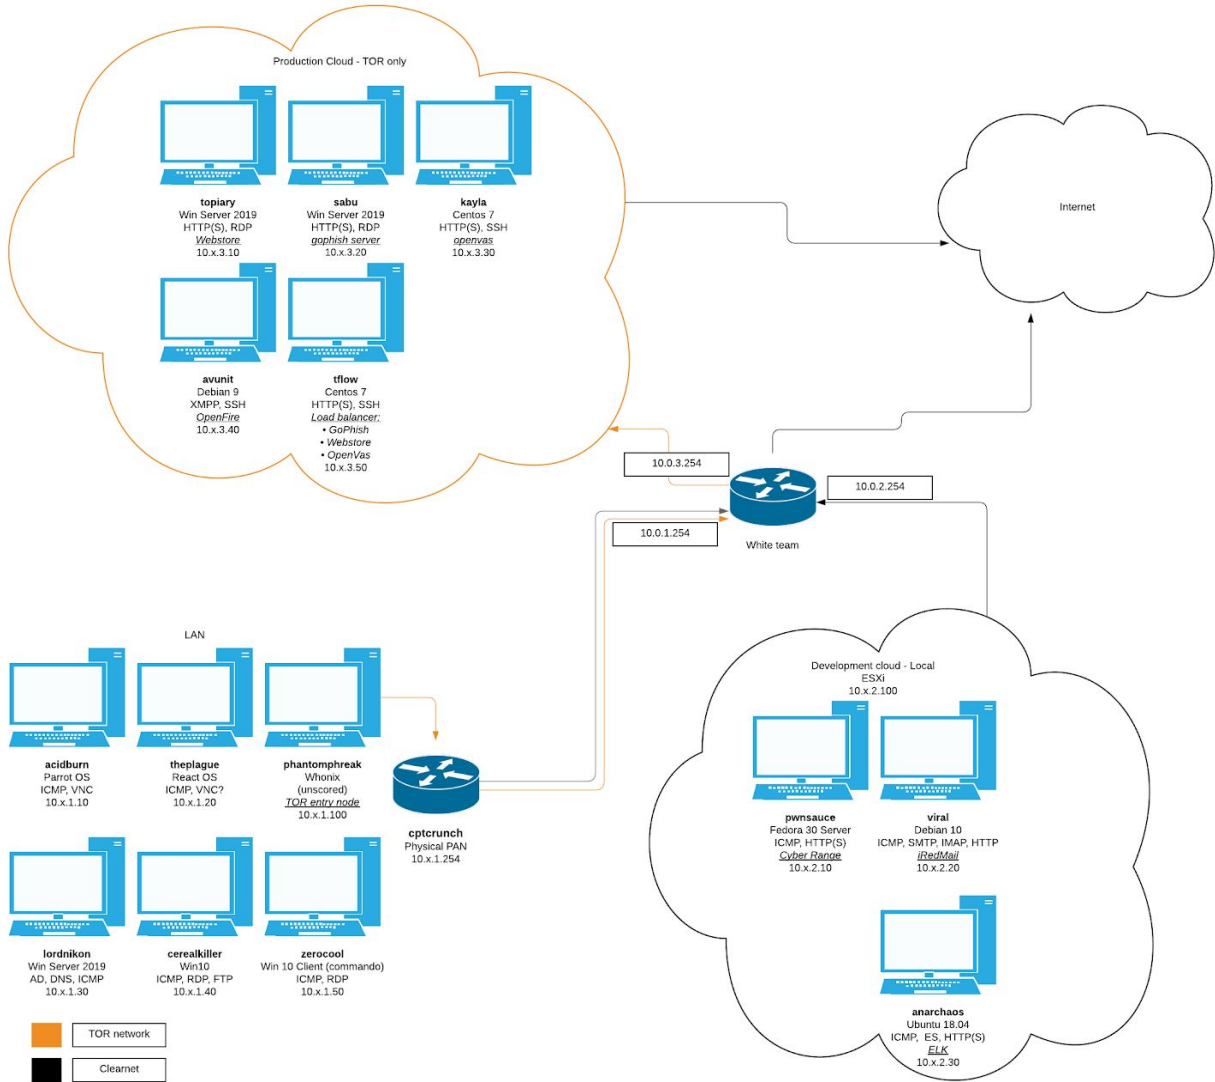 Production Cloud - TOR only
topiary
Win Server 2019
HTTP(S), RDP
Webstore
10.x.3.10
sabu
Win Server 2019
HTTP(S), RDP
gophish server
10.x.3.20
kayla
Centos 7
HTTP(S), SSH
openvas
10.x.3.30
avunit
Debian 9
XMPP, SSH
OpenFire
10.x.3.40
tflow
Centos 7
HTTP(S), SSH
Load balancer:
• GoPhish
• Webstore
• OpenVas
10.x.3.50
Internet
10.0.3.254
10.0.2.254
10.0.1.254
White team
LAN
acidburn
Parrot OS
ICMP, VNC
10.x.1.10
theplague
React OS
ICMP, VNC?
10.x.1.20
phantomphreak
Whonix
(unscored)
TOR entry node
10.x.1.100
cptcrunch
Physical PAN
10.x.1.254
lordnikon
Win Server 2019
AD, DNS, ICMP
10.x.1.30
cerealkiller
Win10
ICMP, RDP, FTP
10.x.1.40
zerocool
Win 10 Client (commando)
ICMP, RDP
10.x.1.50
Development cloud - Local
ESXi
10.x.2.100
pwnsauce
Fedora 30 Server
ICMP, HTTP(S)
Cyber Range
10.x.2.10
viral
Debian 10
ICMP, SMTP, IMAP, HTTP
iRedMail
10.x.2.20
anarchaos
Ubuntu 18.04
ICMP, ES, HTTP(S)
ELK
10.x.2.30
TOR network
Clearnet